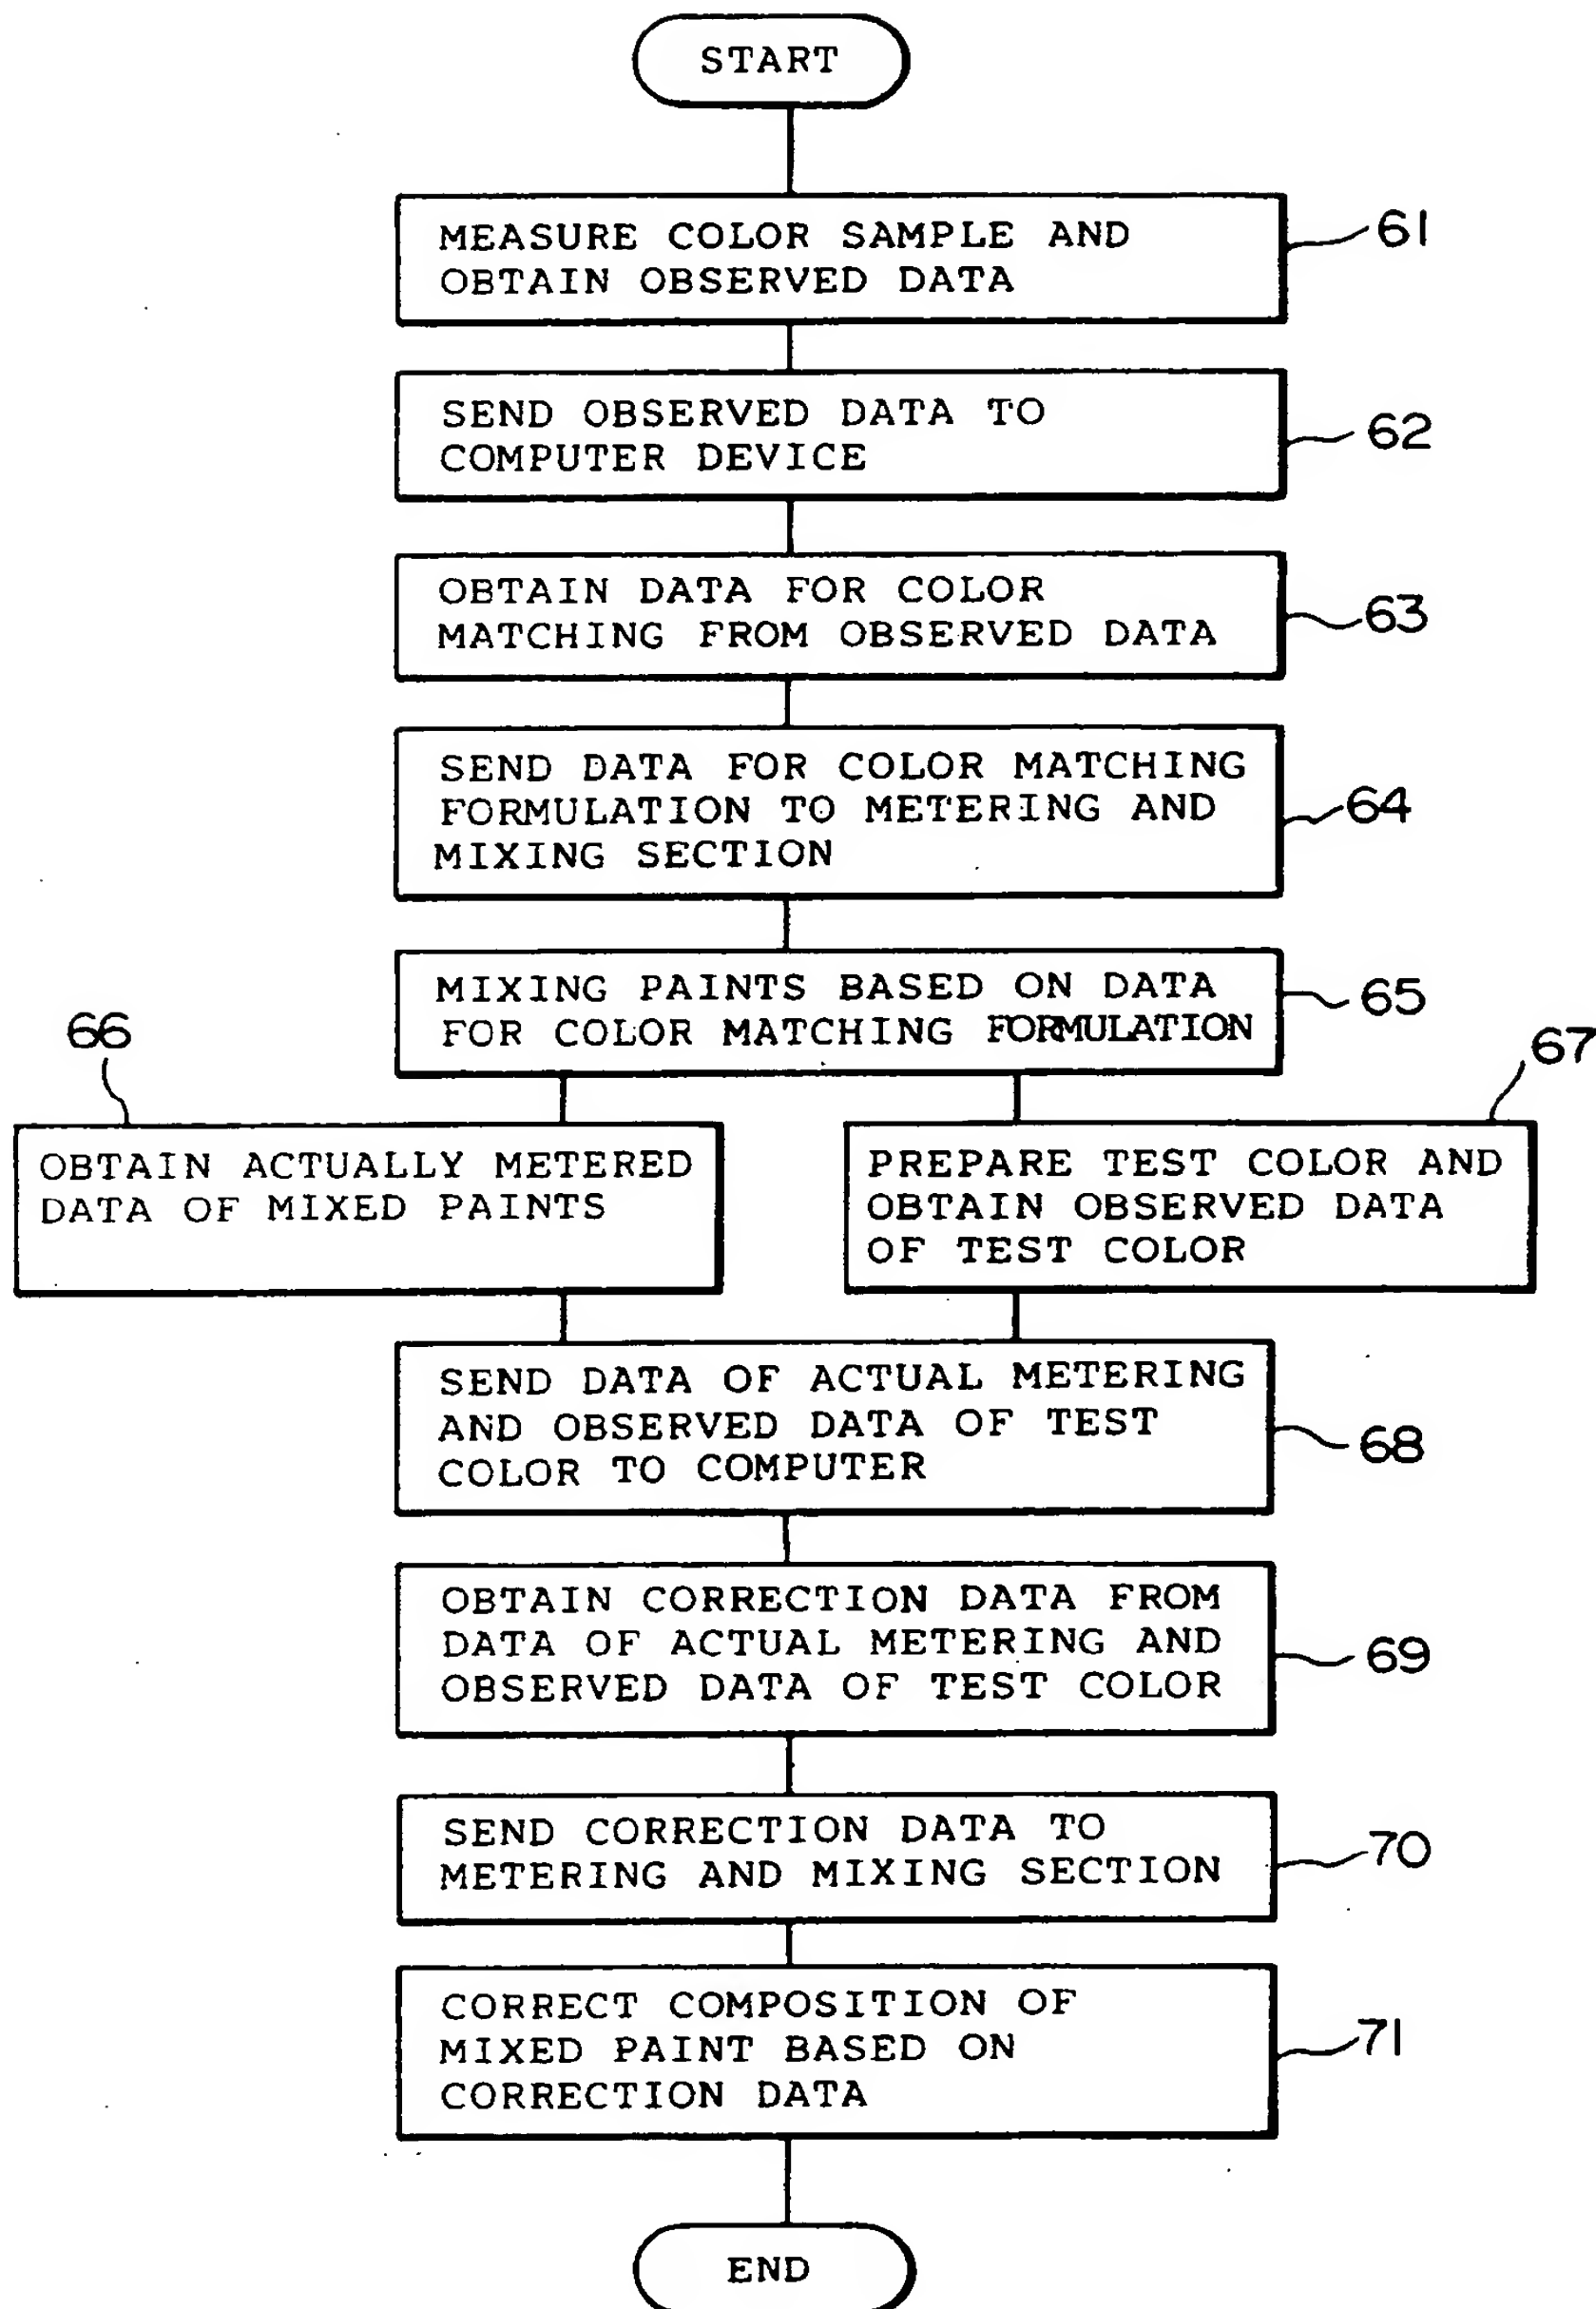 START
MEASURE COLOR SAMPLE AND
OBTAIN OBSERVED DATA
61
SEND OBSERVED DATA TO
COMPUTER DEVICE
62
OBTAIN DATA FOR COLOR
MATCHING FROM OBSERVED DATA
63
SEND DATA FOR COLOR MATCHING
FORMULATION TO METERING AND
MIXING SECTION
64
MIXING PAINTS BASED ON DATA
FOR COLOR MATCHING FORMULATION
65
66
OBTAIN ACTUALLY METERED
DATA OF MIXED PAINTS
67
PREPARE TEST COLOR AND
OBTAIN OBSERVED DATA
OF TEST COLOR
SEND DATA OF ACTUAL METERING
AND OBSERVED DATA OF TEST
COLOR TO COMPUTER
68
OBTAIN CORRECTION DATA FROM
DATA OF ACTUAL METERING AND
OBSERVED DATA OF TEST COLOR
69
SEND CORRECTION DATA TO
METERING AND MIXING SECTION
70
CORRECT COMPOSITION OF
MIXED PAINT BASED ON
CORRECTION DATA
71
END